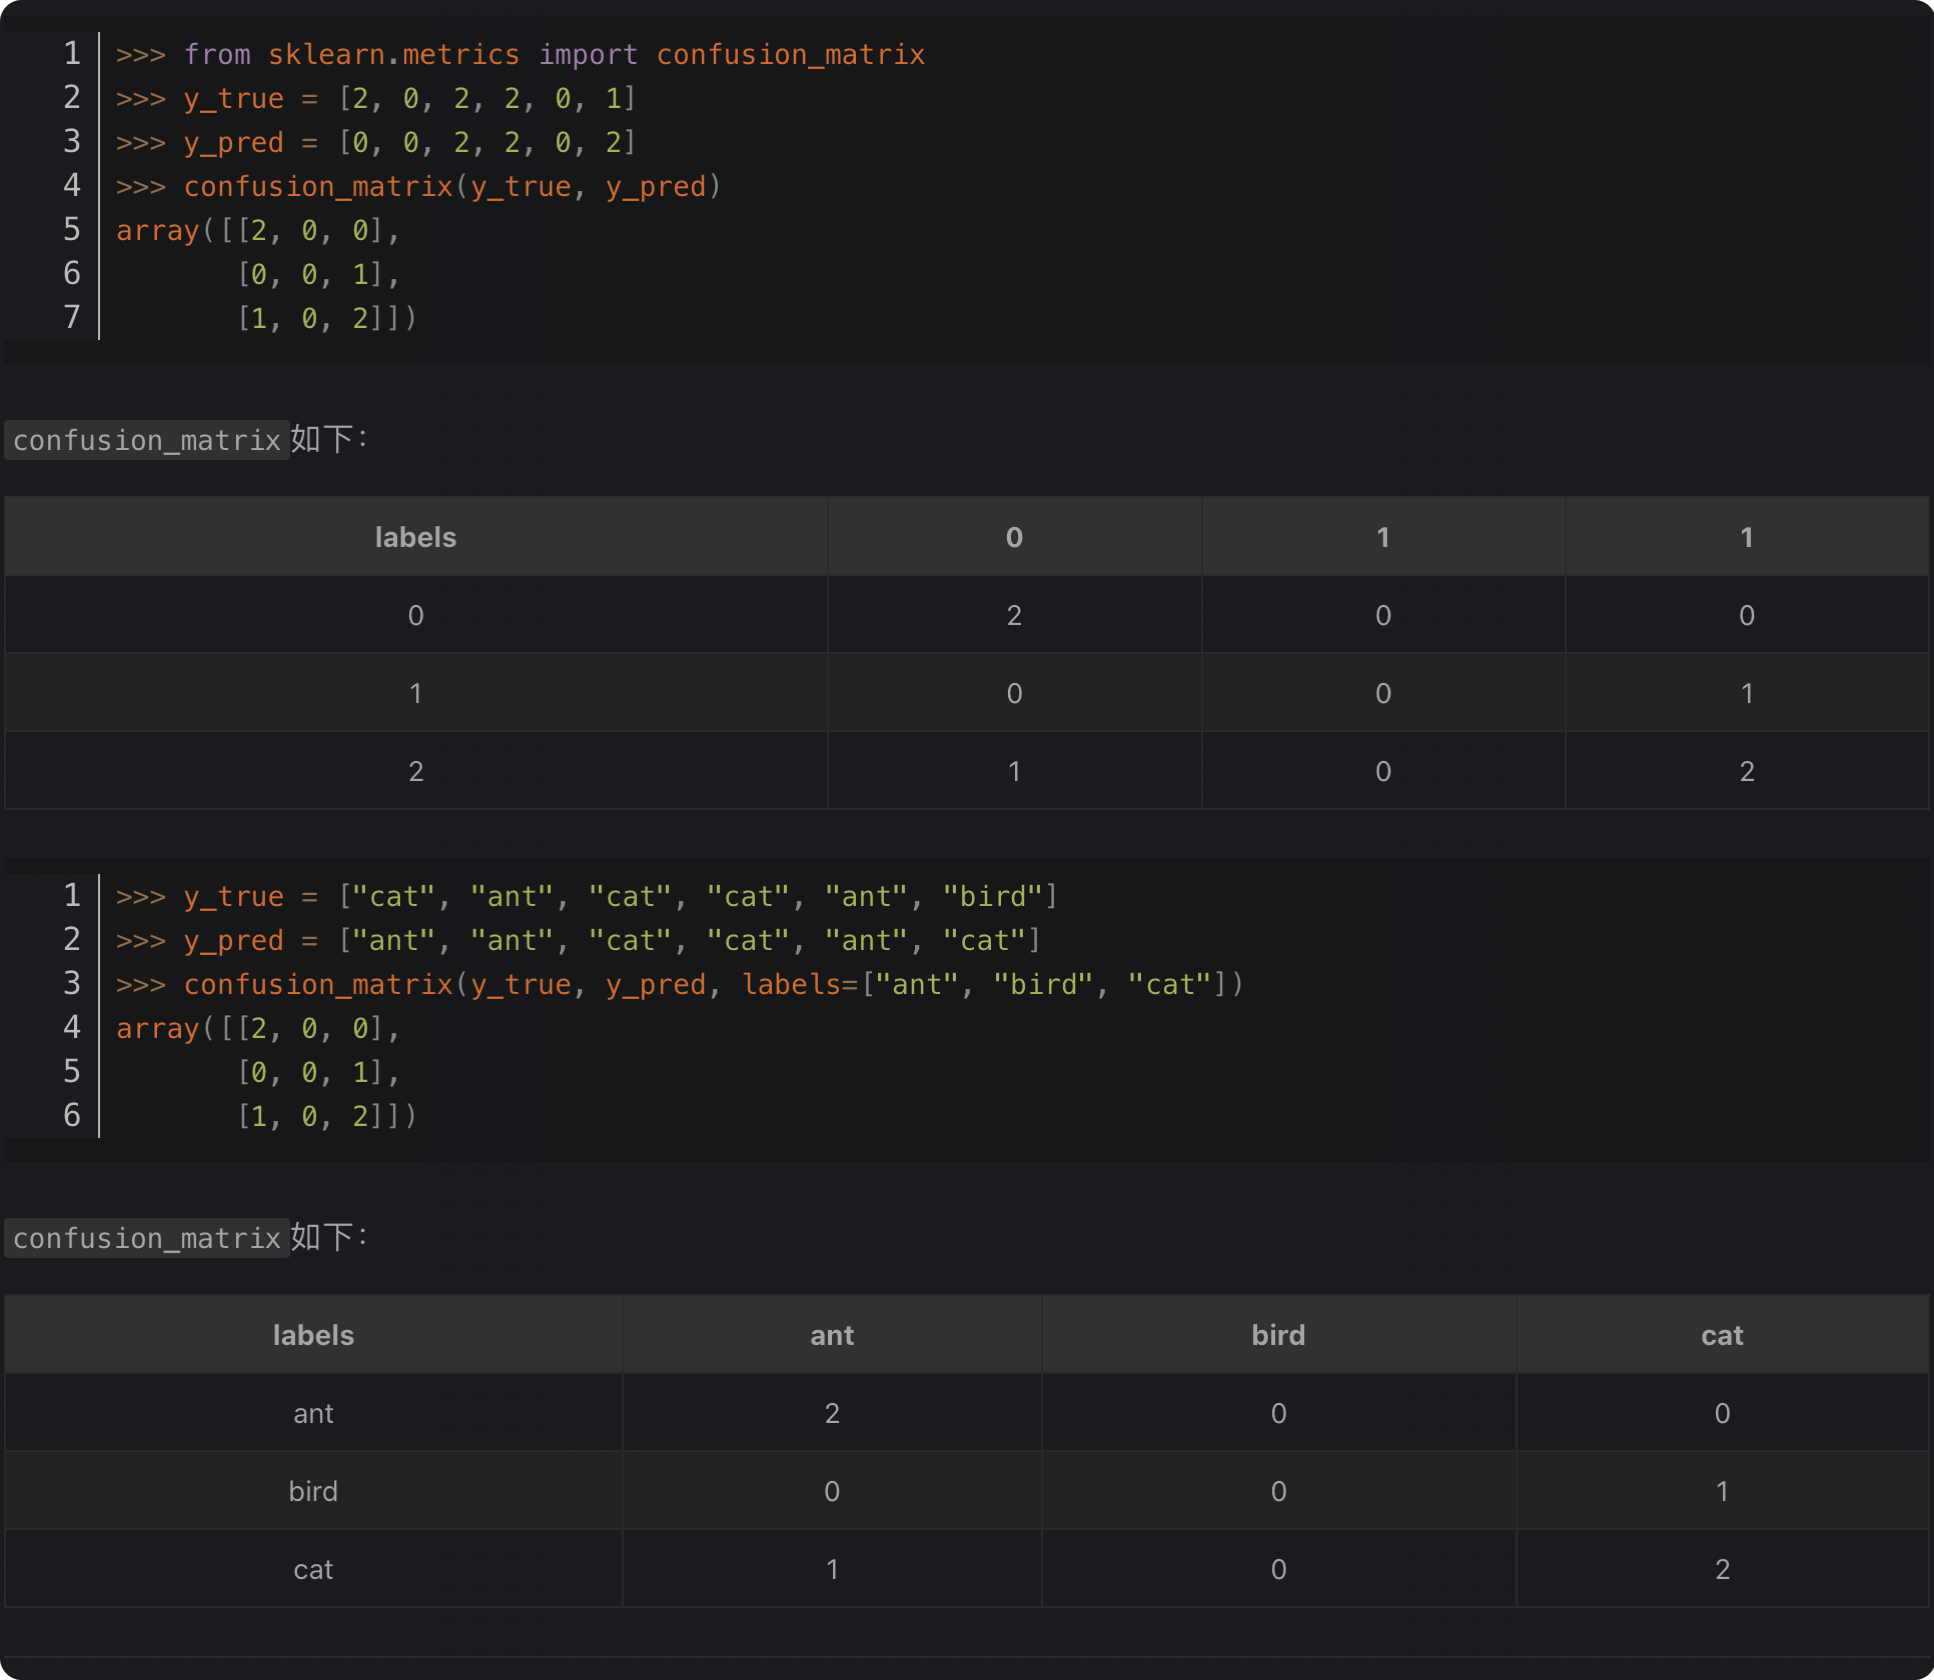 1 >>> from sklearn.metrics import confusion_matrix
2 >>> y_true = [2, 0, 2, 2, 0, 1]
3 >>> y_pred = [0, 0, 2, 2, 0, 2]
4 >>> confusion_matrix(y_true, y_pred)
5 array([[2, 0, 0],
6        [0, 0, 1],
7        [1, 0, 2]])
confusion_matrix如下：
labels 0 1 1
0 2 0 0
1 0 0 1
2 1 0 2
1 >>> y_true = ["cat", "ant", "cat", "cat", "ant", "bird"]
2 >>> y_pred = ["ant", "ant", "cat", "cat", "ant", "cat"]
3 >>> confusion_matrix(y_true, y_pred, labels=["ant", "bird", "cat"])
4 array([[2, 0, 0],
5        [0, 0, 1],
6        [1, 0, 2]])
confusion_matrix如下：
labels ant bird cat
ant 2 0 0
bird 0 0 1
cat 1 0 2